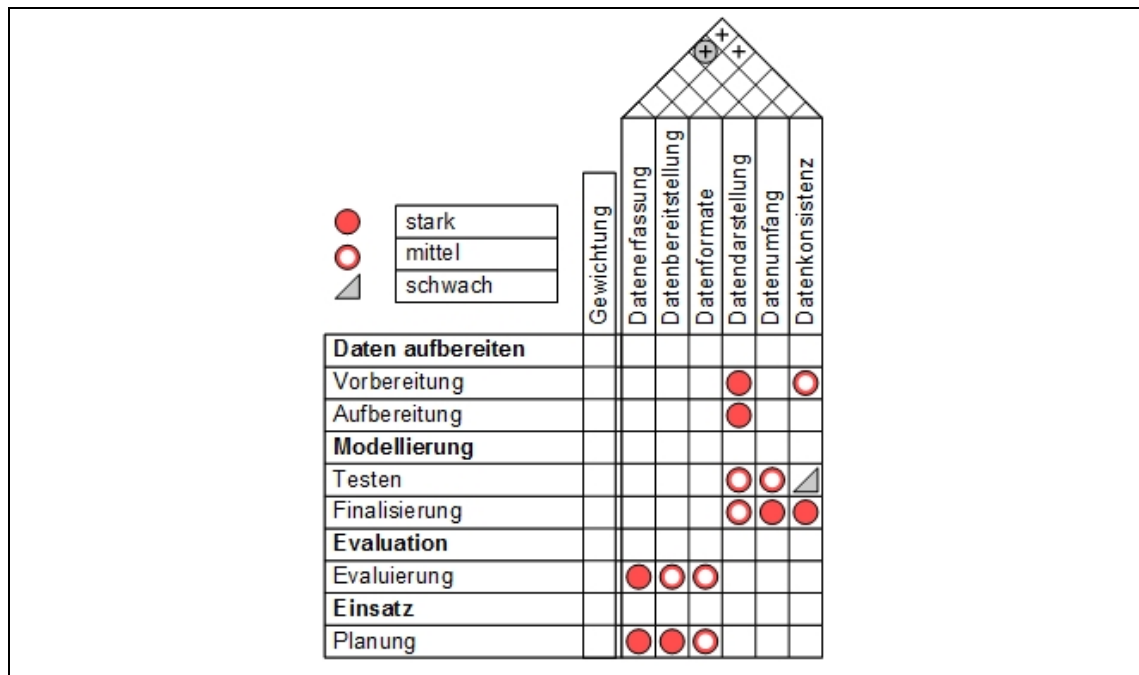 +
+ +
Gewichtung
Datenerfassung
Datenbereitstellung
Datenformate
Datendarstellung
Datenumfang
Datenkonsistenz
stark
mittel
schwach
Daten aufbereiten
Vorbereitung
Aufbereitung
Modellierung
Testen
Finalisierung
Evaluation
Evaluierung
Einsatz
Planung